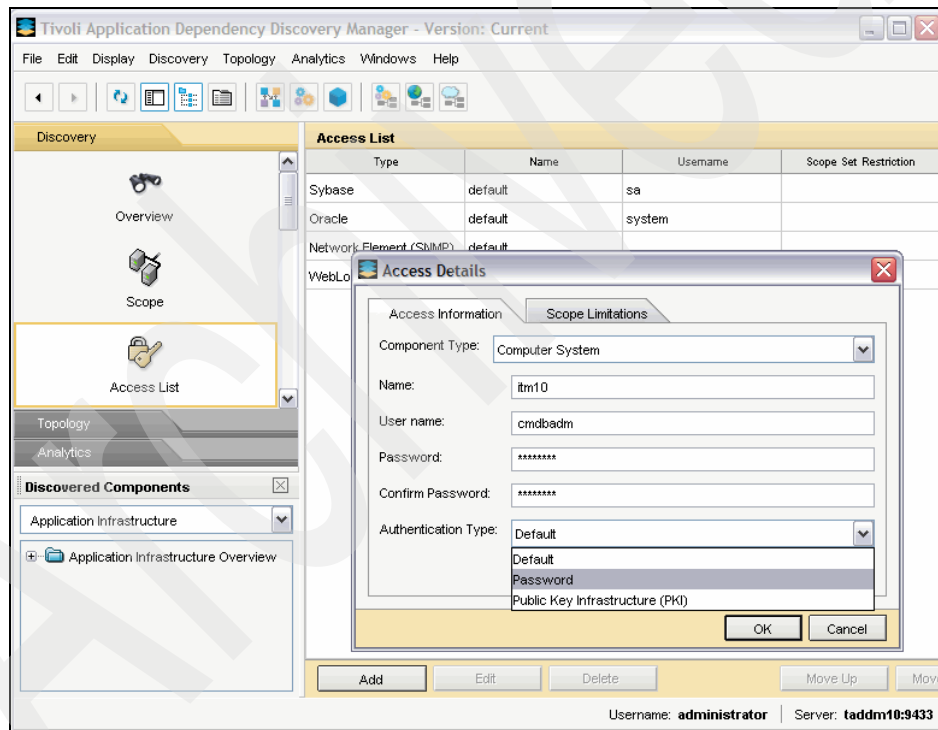 Tivoli Application Dependency Discovery Manager - Version: Current
File Edit Display Discovery Topology Analytics Windows Help
Discovery
Overview
Scope
Access List
Topology
Analytics
Discovered Components
Application Infrastructure
Application Infrastructure Overview
Access List
Type Name Username Scope Set Restriction
Sybase default sa
Oracle default system
Network Element (SNMP) default
WebLo
Access Details
Access Information Scope Limitations
Component Type: Computer System
Name: itm10
User name: cmdbadm
Password: ********
Confirm Password: ********
Authentication Type: Default
Default
Password
Public Key Infrastructure (PKI)
OK Cancel
Add Edit Delete Move Up Mov
Username: administrator Server: taddm10:9433